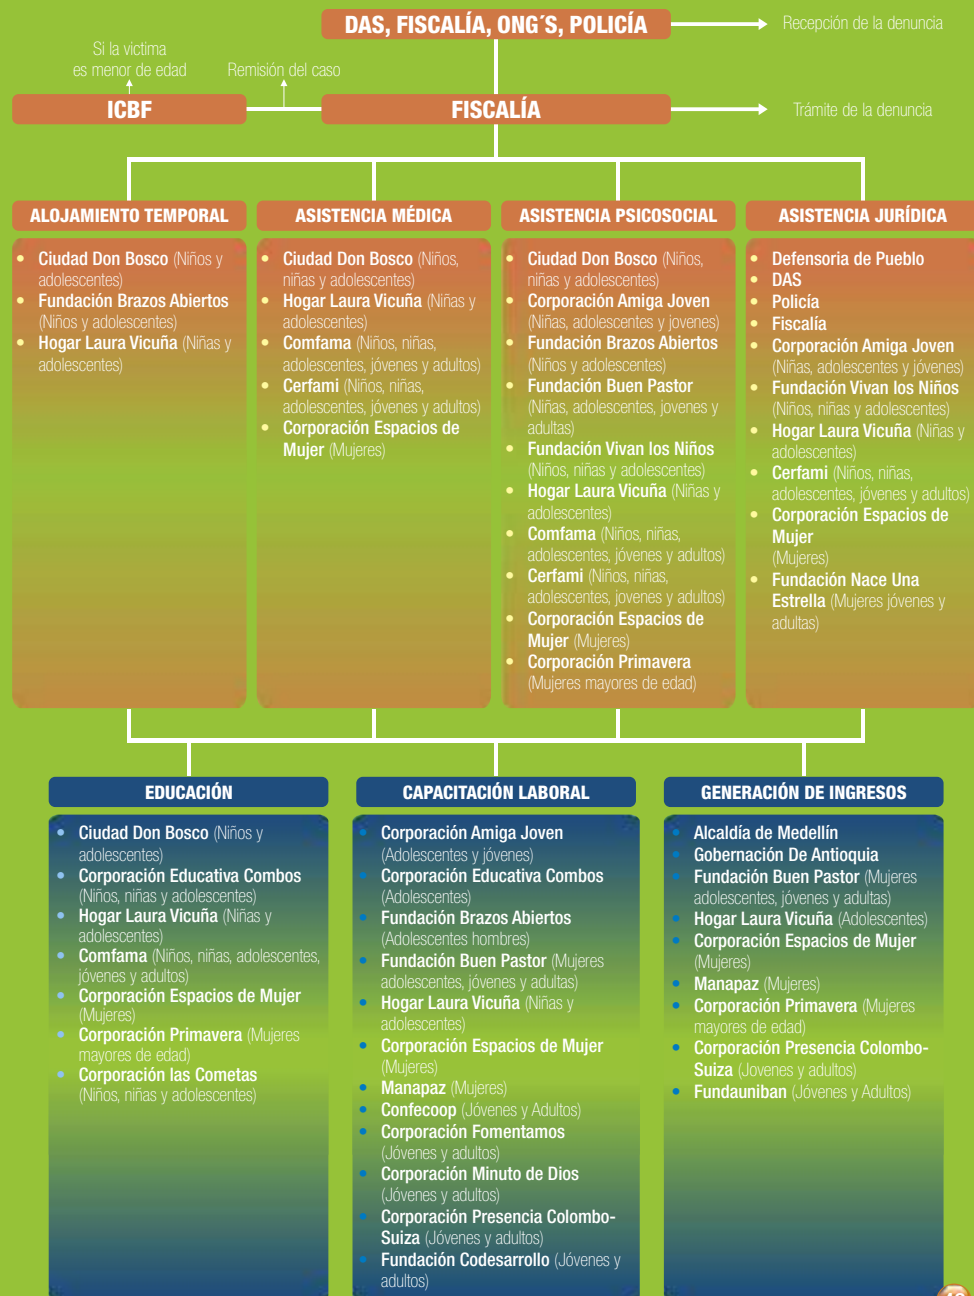 DAS, FISCALÍA, ONG´S, POLICÍA
Recepción de la denuncia
Si la victima
es menor de edad
Remisión del caso
ICBF
FISCALÍA
Trámite de la denuncia
ALOJAMIENTO TEMPORAL
• Ciudad Don Bosco (Niños y
adolescentes)
• Fundación Brazos Abiertos
(Niños y adolescentes)
• Hogar Laura Vicuña (Niñas y
adolescentes)
ASISTENCIA MÉDICA
• Ciudad Don Bosco (Niños,
niñas y adolescentes)
• Hogar Laura Vicuña (Niñas y
adolescentes)
• Comfama (Niños, niñas,
adolescentes, jóvenes y adultos)
• Cerfami (Niños, niñas,
adolescentes, jóvenes y adultos)
• Corporación Espacios de
Mujer (Mujeres)
ASISTENCIA PSICOSOCIAL
• Ciudad Don Bosco (Niños,
niñas y adolescentes)
• Corporación Amiga Joven
(Niñas, adolescentes y jovenes)
• Fundación Brazos Abiertos
(Niños y adolescentes)
• Fundación Buen Pastor
(Niñas, adolescentes, jovenes y
adultas)
• Fundación Vivan los Niños
(Niños, niñas y adolescentes)
• Hogar Laura Vicuña (Niñas y
adolescentes)
• Comfama (Niños, niñas,
adolescentes, jóvenes y adultos)
• Cerfami (Niños, niñas,
adolescentes, jovenes y adultos)
• Corporación Espacios de
Mujer (Mujeres)
• Corporación Primavera
(Mujeres mayores de edad)
ASISTENCIA JURÍDICA
• Defensoria de Pueblo
• DAS
• Policía
• Fiscalía
• Corporación Amiga Joven
(Niñas, adolescentes y jóvenes)
• Fundación Vivan los Niños
(Niños, niñas y adolescentes)
• Hogar Laura Vicuña (Niñas y
adolescentes)
• Cerfami (Niños, niñas,
adolescentes, jóvenes y adultos)
• Corporación Espacios de
Mujer
(Mujeres)
• Fundación Nace Una
Estrella (Mujeres jóvenes y
adultas)
EDUCACIÓN
• Ciudad Don Bosco (Niños y
adolescentes)
• Corporación Educativa Combos
(Niños, niñas y adolescentes)
• Hogar Laura Vicuña (Niñas y
adolescentes)
• Comfama (Niños, niñas, adolescentes,
jóvenes y adultos)
• Corporación Espacios de Mujer
(Mujeres)
• Corporación Primavera (Mujeres
mayores de edad)
• Corporación las Cometas
(Niños, niñas y adolescentes)
CAPACITACIÓN LABORAL
• Corporación Amiga Joven
(Adolescentes y jóvenes)
• Corporación Educativa Combos
(Adolescentes)
• Fundación Brazos Abiertos
(Adolescentes hombres)
• Fundación Buen Pastor (Mujeres
adolescentes, jóvenes y adultas)
• Hogar Laura Vicuña (Niñas y
adolescentes)
• Corporación Espacios de Mujer
(Mujeres)
• Manapaz (Mujeres)
• Confecoop (Jóvenes y Adultos)
• Corporación Fomentamos
(Jóvenes y adultos)
• Corporación Minuto de Dios
(Jóvenes y adultos)
• Corporación Presencia Colombo-
Suiza (Jóvenes y adultos)
• Fundación Codesarrollo (Jóvenes y
adultos)
GENERACIÓN DE INGRESOS
• Alcaldía de Medellín
• Gobernación De Antioquia
• Fundación Buen Pastor (Mujeres
adolescentes, jóvenes y adultas)
• Hogar Laura Vicuña (Adolescentes)
• Corporación Espacios de Mujer
(Mujeres)
• Manapaz (Mujeres)
• Corporación Primavera (Mujeres
mayores de edad)
• Corporación Presencia Colombo-
Suiza (Jovenes y adultos)
• Fundauniban (Jóvenes y Adultos)